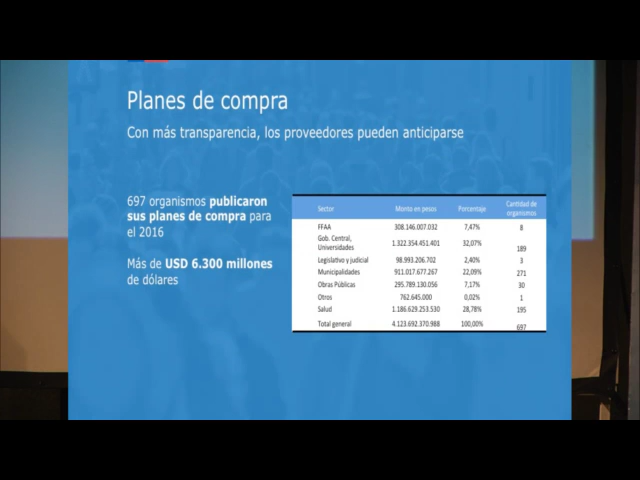 Planes de compra
Con más transparencia, los proveedores pueden anticiparse
697 organismos publicaron
sus planes de compra para
el 2016
Más de USD 6.300 millones
de dólares
Sector Monto en pesos Porcentaje Cantidad de organismos
FFAA 308.146.007.032 7,47% 8
Gob. Central, Universidades 1.322.354.451.401 32,07% 189
Legislativo y judicial 98.993.206.702 2,40% 3
Municipalidades 911.017.677.267 22,09% 271
Obras Públicas 295.789.130.056 7,17% 30
Otros 762.645.000 0,02% 1
Salud 1.186.629.253.530 28,78% 195
Total general 4.123.692.370.988 100,00% 697